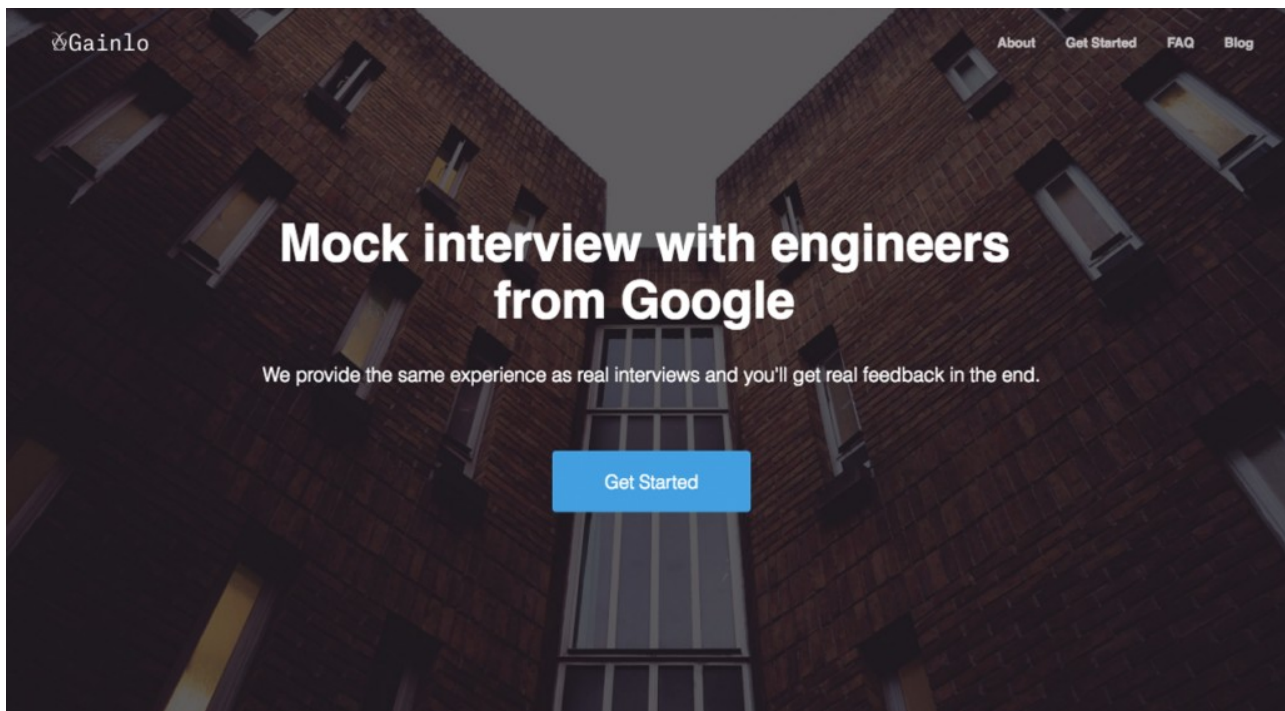 Gainlo
About Get Started FAQ Blog
Mock interview with engineers
from Google
We provide the same experience as real interviews and you'll get real feedback in the end.
Get Started